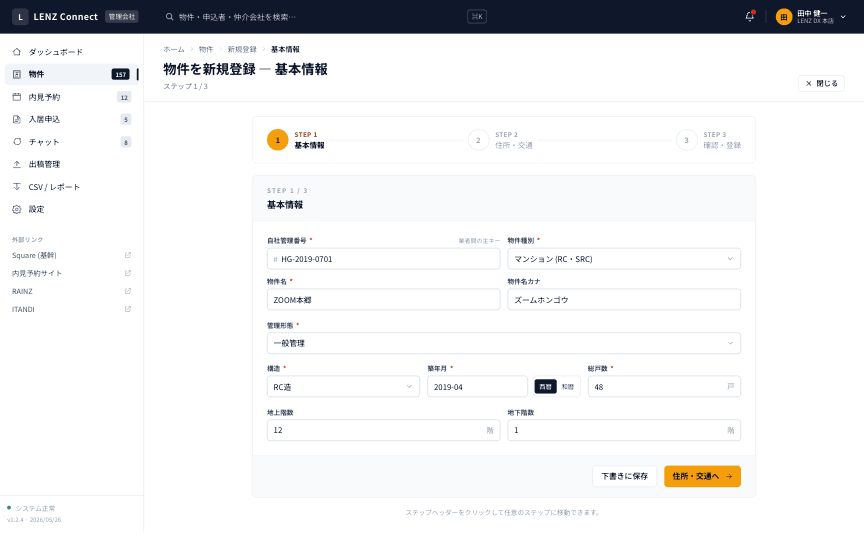 L LENZ Connect 管理会社 物件・申込者・仲介会社を検索… ⌘K 田 田中 健一
LENZ DX 本店
ダッシュボード
物件 157
内見予約 12
入居申込 5
チャット 8
出稿管理
CSV / レポート
設定
外部リンク
Square (基幹)
内見予約サイト
RAINZ
ITANDI
システム正常
v1.2.4・2026/05/26
ホーム 物件 新規登録 基本情報
物件を新規登録 — 基本情報
ステップ 1 / 3
× 閉じる
1 STEP 1
基本情報
2 STEP 2
住所・交通
3 STEP 3
確認・登録
STEP 1 / 3
基本情報
自社管理番号 * 業者間の主キー 物件種別 *
# HG-2019-0701 マンション (RC・SRC)
物件名 * 物件名カナ
ZOOM本郷 ズームホンゴウ
管理形態 *
一般管理
構造 * 築年月 * 総戸数 *
RC造 2019-04 西暦 和暦 48 戸
地上階数 地下階数
12 階 1 階
下書きに保存 住所・交通へ →
ステップヘッダーをクリックして任意のステップに移動できます。